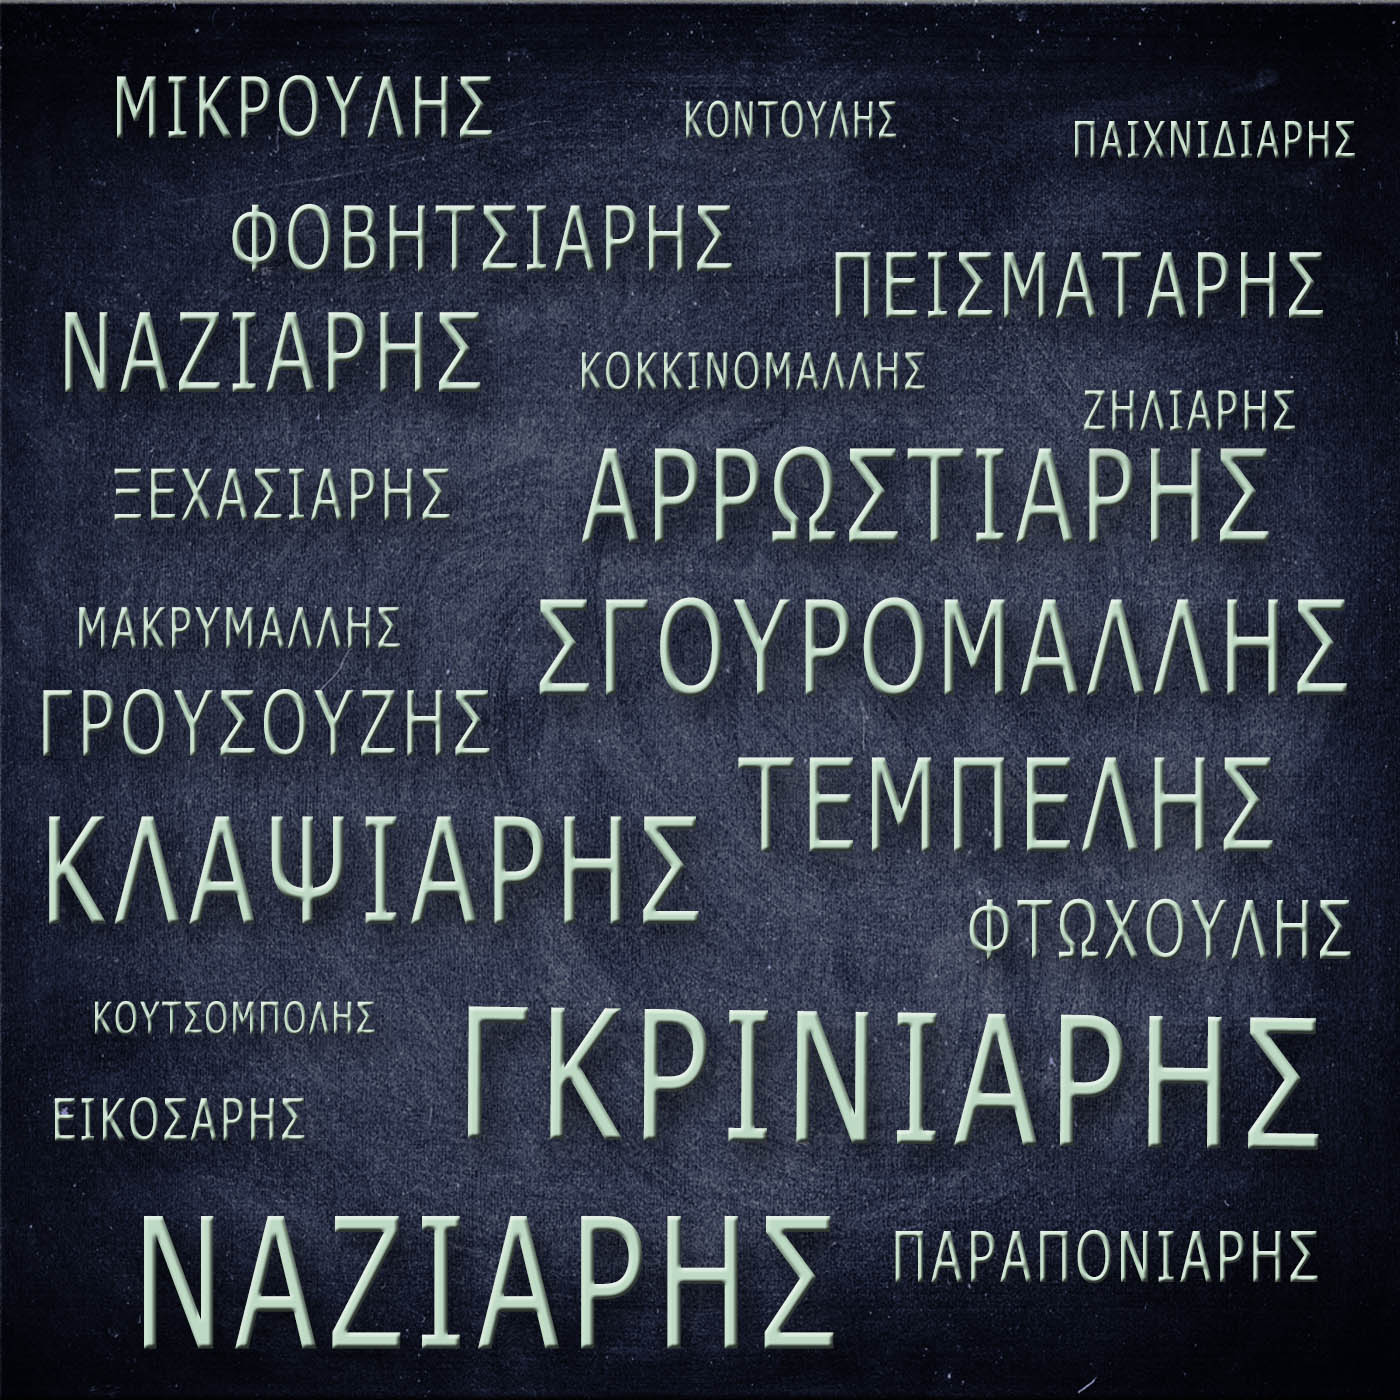 ΜΙΚΡΟΥΛΗΣ
ΚΟΝΤΟΥΛΗΣ
ΠΑΙΧΝΙΔΙΑΡΗΣ
ΦΟΒΗΤΣΙΑΡΗΣ
ΠΕΙΣΜΑΤΑΡΗΣ
ΝΑΖΙΑΡΗΣ
ΚΟΚΚΙΝΟΜΑΛΛΗΣ
ΖΗΛΙΑΡΗΣ
ΞΕΧΑΣΙΑΡΗΣ
ΑΡΡΩΣΤΙΑΡΗΣ
ΜΑΚΡΥΜΑΛΛΗΣ
ΣΓΟΥΡΟΜΑΛΛΗΣ
ΓΡΟΥΣΟΥΖΗΣ
ΤΕΜΠΕΛΗΣ
ΚΛΑΨΙΑΡΗΣ
ΦΤΩΧΟΥΛΗΣ
ΚΟΥΤΣΟΜΠΟΛΗΣ
ΓΚΡΙΝΙΑΡΗΣ
ΕΙΚΟΣΑΡΗΣ
ΝΑΖΙΑΡΗΣ
ΠΑΡΑΠΟΝΙΑΡΗΣ